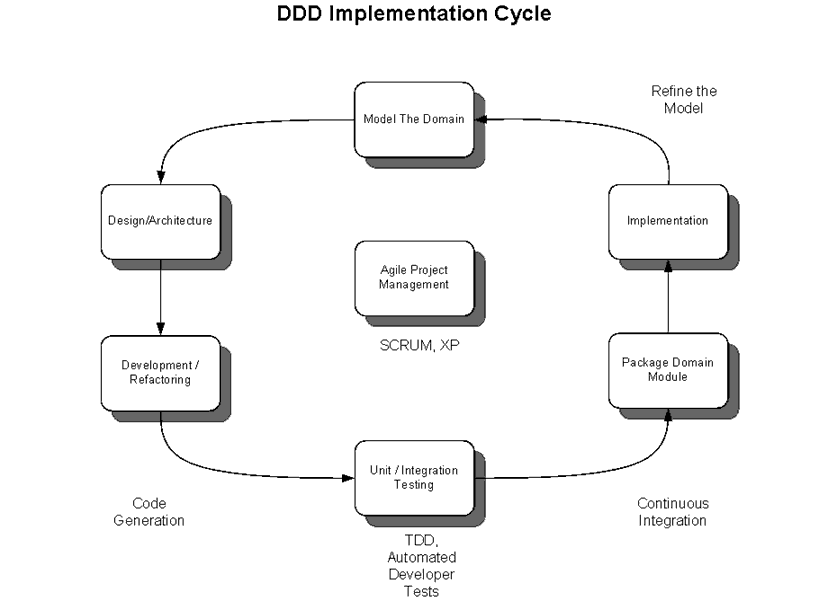 DDD Implementation Cycle
Model The Domain
Refine the
Model
Design/Architecture
Implementation
Agile Project
Management
SCRUM, XP
Development /
Refactoring
Package Domain
Module
Unit / Integration
Testing
Code
Generation
Continuous
Integration
TDD,
Automated
Developer
Tests